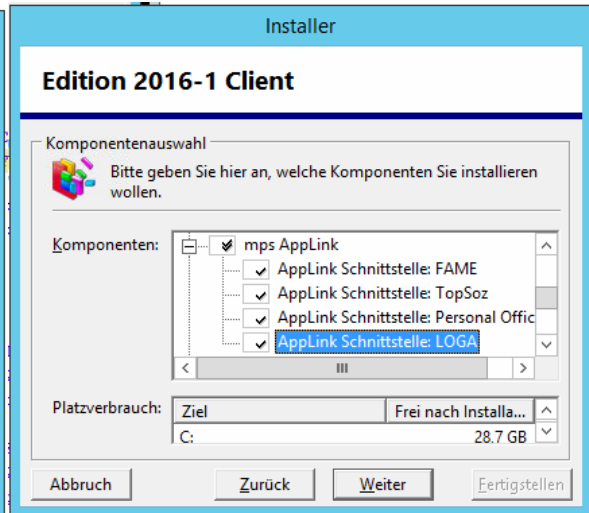 Installer
Edition 2016-1 Client
Komponentenauswahl
Bitte geben Sie hier an, welche Komponenten Sie installieren
wollen.
Komponenten:
mps AppLink
AppLink Schnittstelle: FAME
AppLink Schnittstelle: TopSoz
AppLink Schnittstelle: Personal Offic
AppLink Schnittstelle: LOGA
Platzverbrauch:
Ziel
Frei nach Installa...
C:
28.7 GB
Abbruch
Zurück
Weiter
Fertigstellen